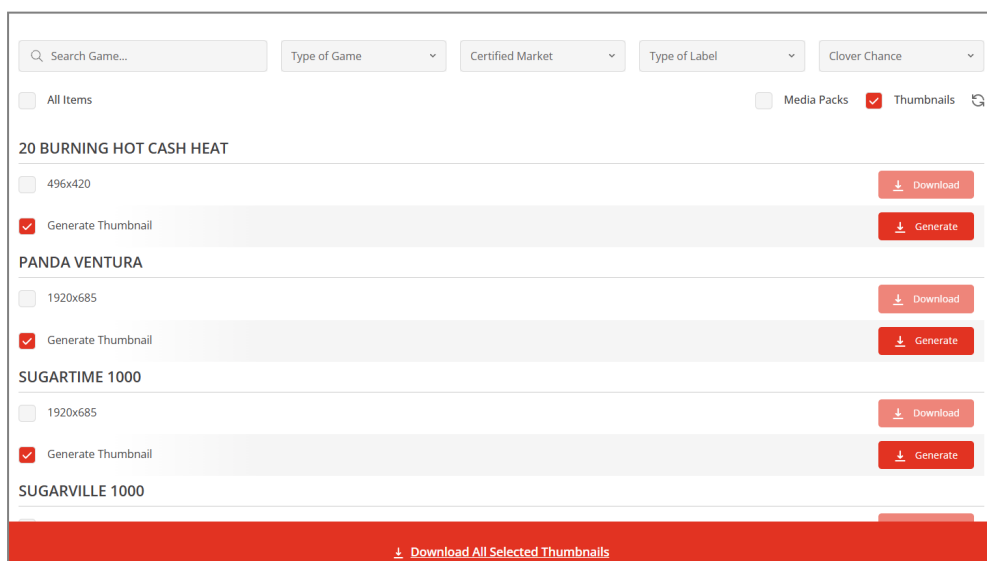 Search Game... Type of Game Certified Market Type of Label Clover Chance
All Items Media Packs Thumbnails
20 BURNING HOT CASH HEAT
496x420 Download
Generate Thumbnail Generate
PANDA VENTURA
1920x685 Download
Generate Thumbnail Generate
SUGARTIME 1000
1920x685 Download
Generate Thumbnail Generate
SUGARVILLE 1000
Download All Selected Thumbnails